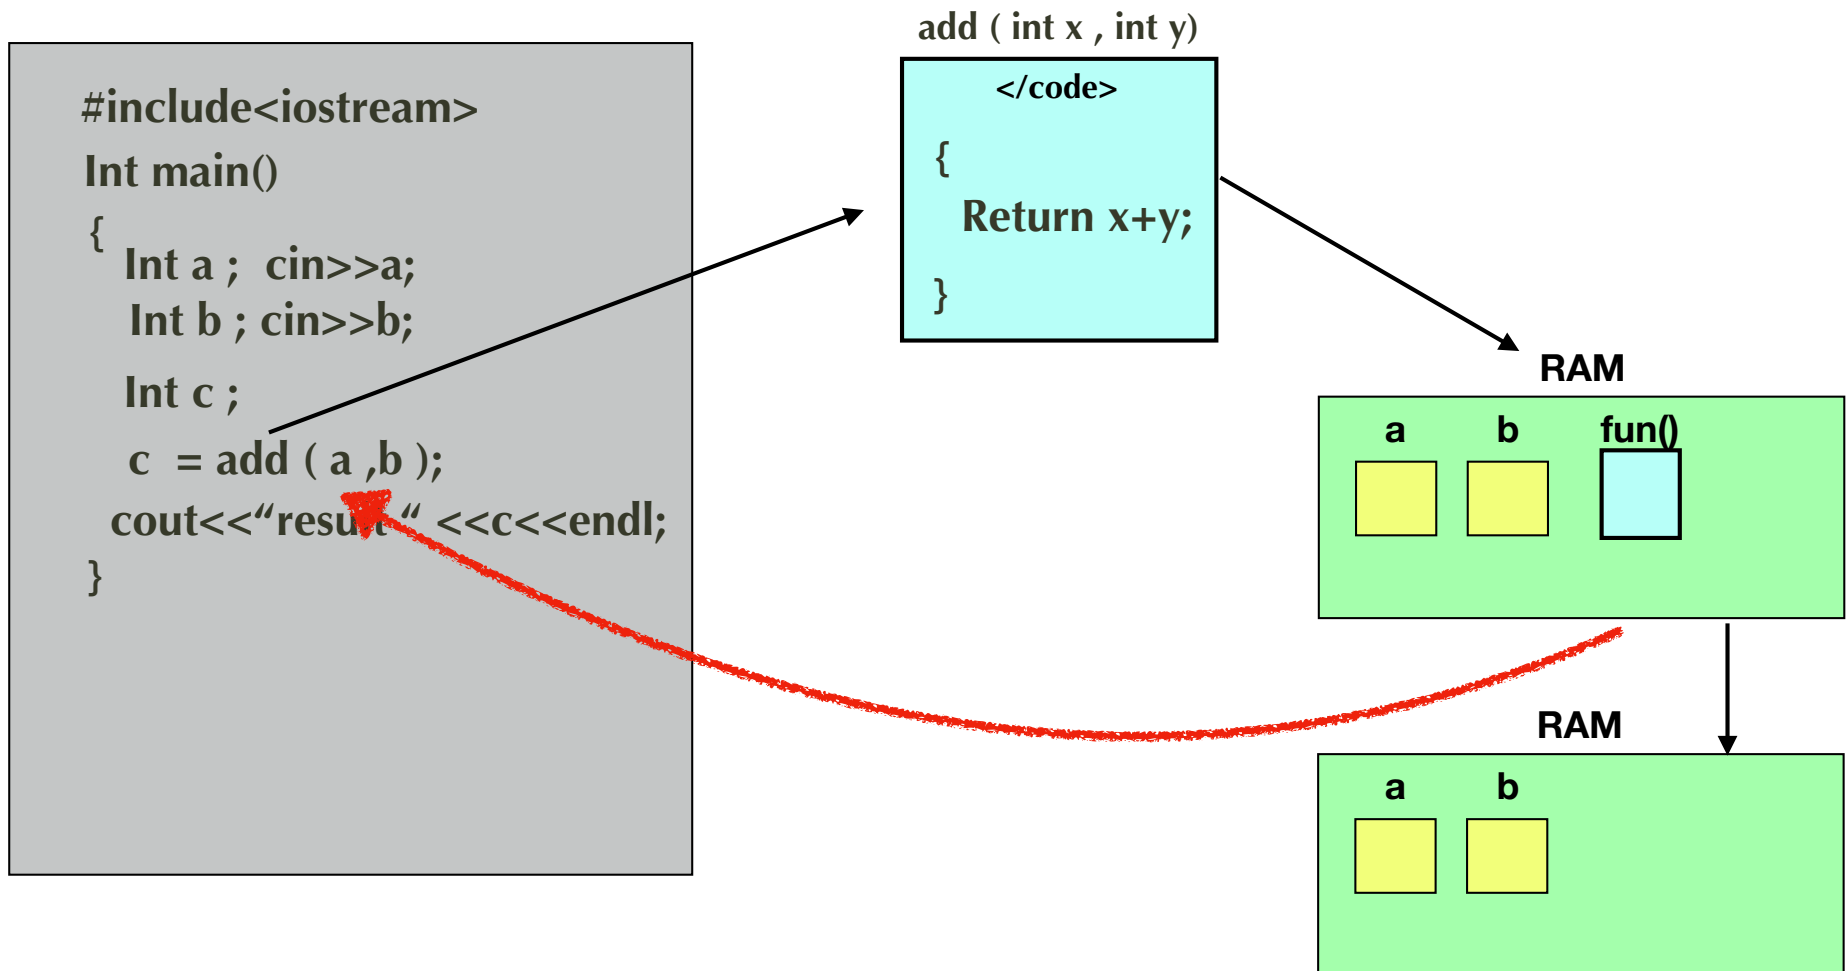 #include<iostream>
Int main()
{
Int a ;  cin>>a;
Int b ; cin>>b;
Int c ;
c  = add ( a ,b );
cout<<“result “ <<c<<endl;
}
add ( int x , int y)
</code>
{
Return x+y;
}
RAM
a b fun()
RAM
a b